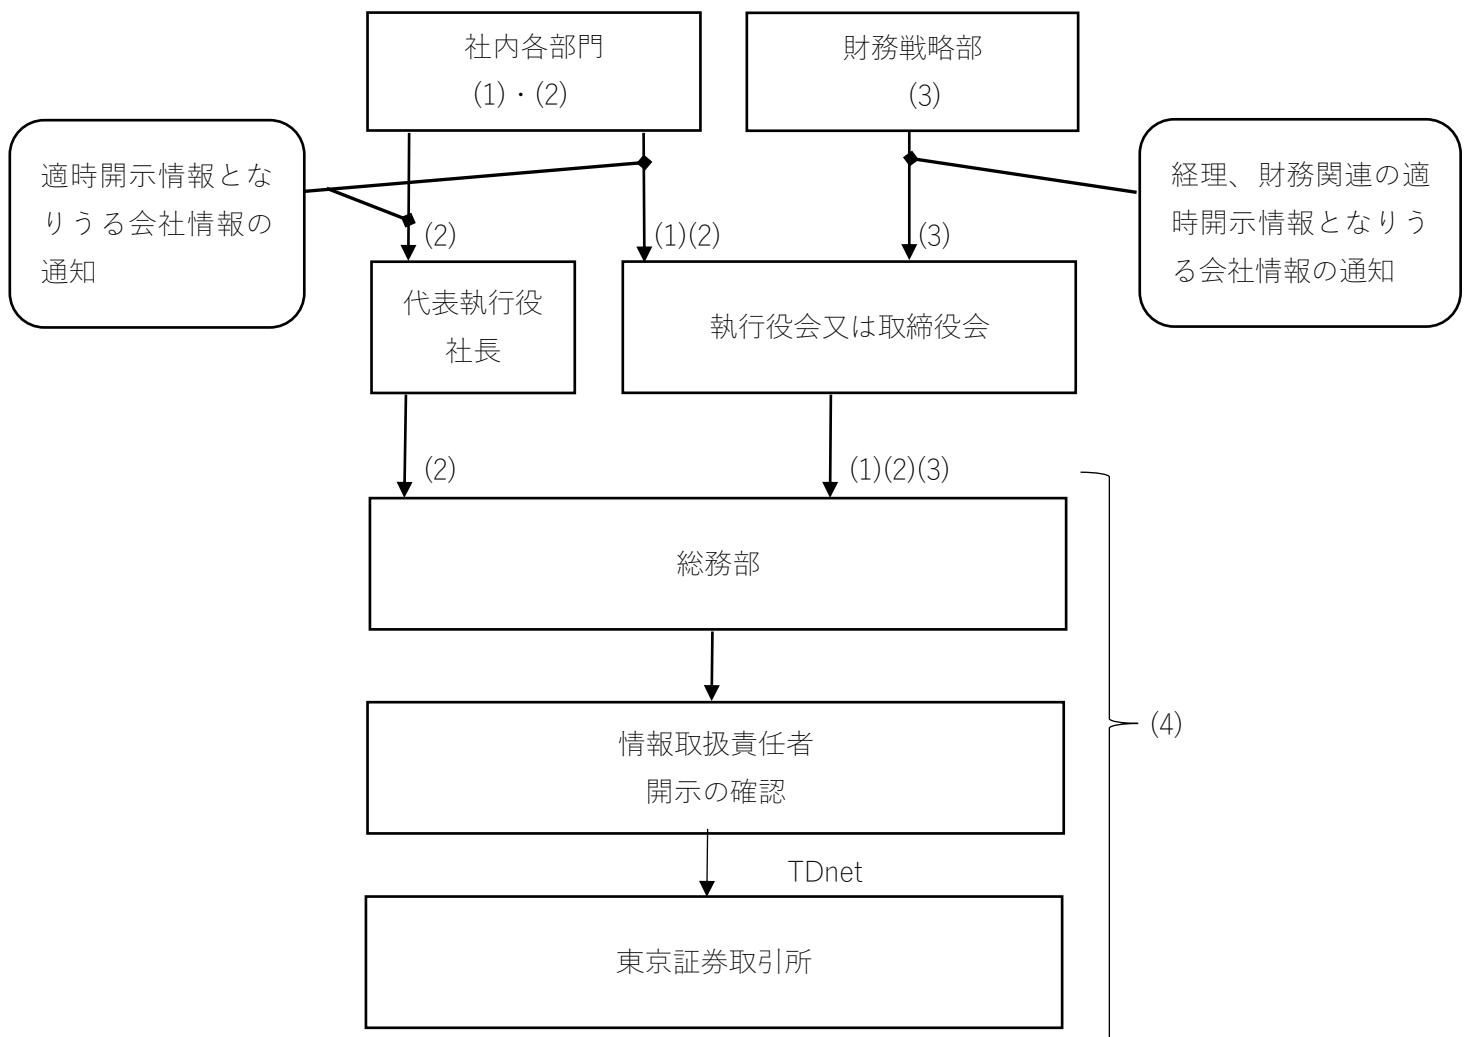 社内各部門
(1)・(2)
財務戦略部
(3)
適時開示情報とな
りうる会社情報の
通知
経理、財務関連の適
時開示情報となりう
る会社情報の通知
(2)
(1)(2)
(3)
代表執行役
社長
執行役会又は取締役会
(2)
(1)(2)(3)
総務部
情報取扱責任者
開示の確認
(4)
TDnet
東京証券取引所